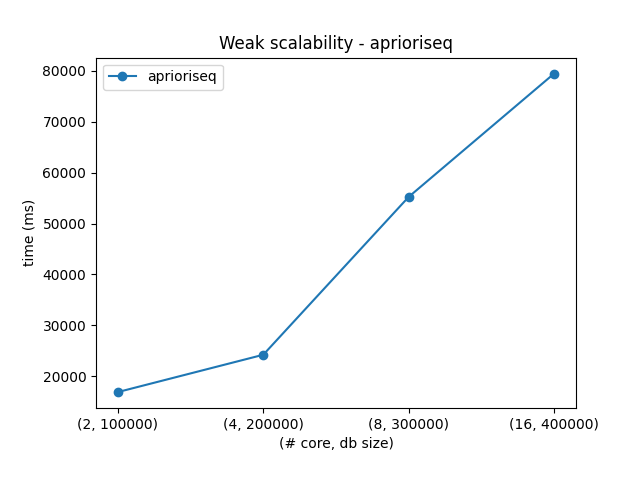 Weak scalability - aprioriseq
aprioriseq
time (ms)
80000
70000
60000
50000
40000
30000
20000
(2, 100000) (4, 200000) (8, 300000) (16, 400000)
(# core, db size)